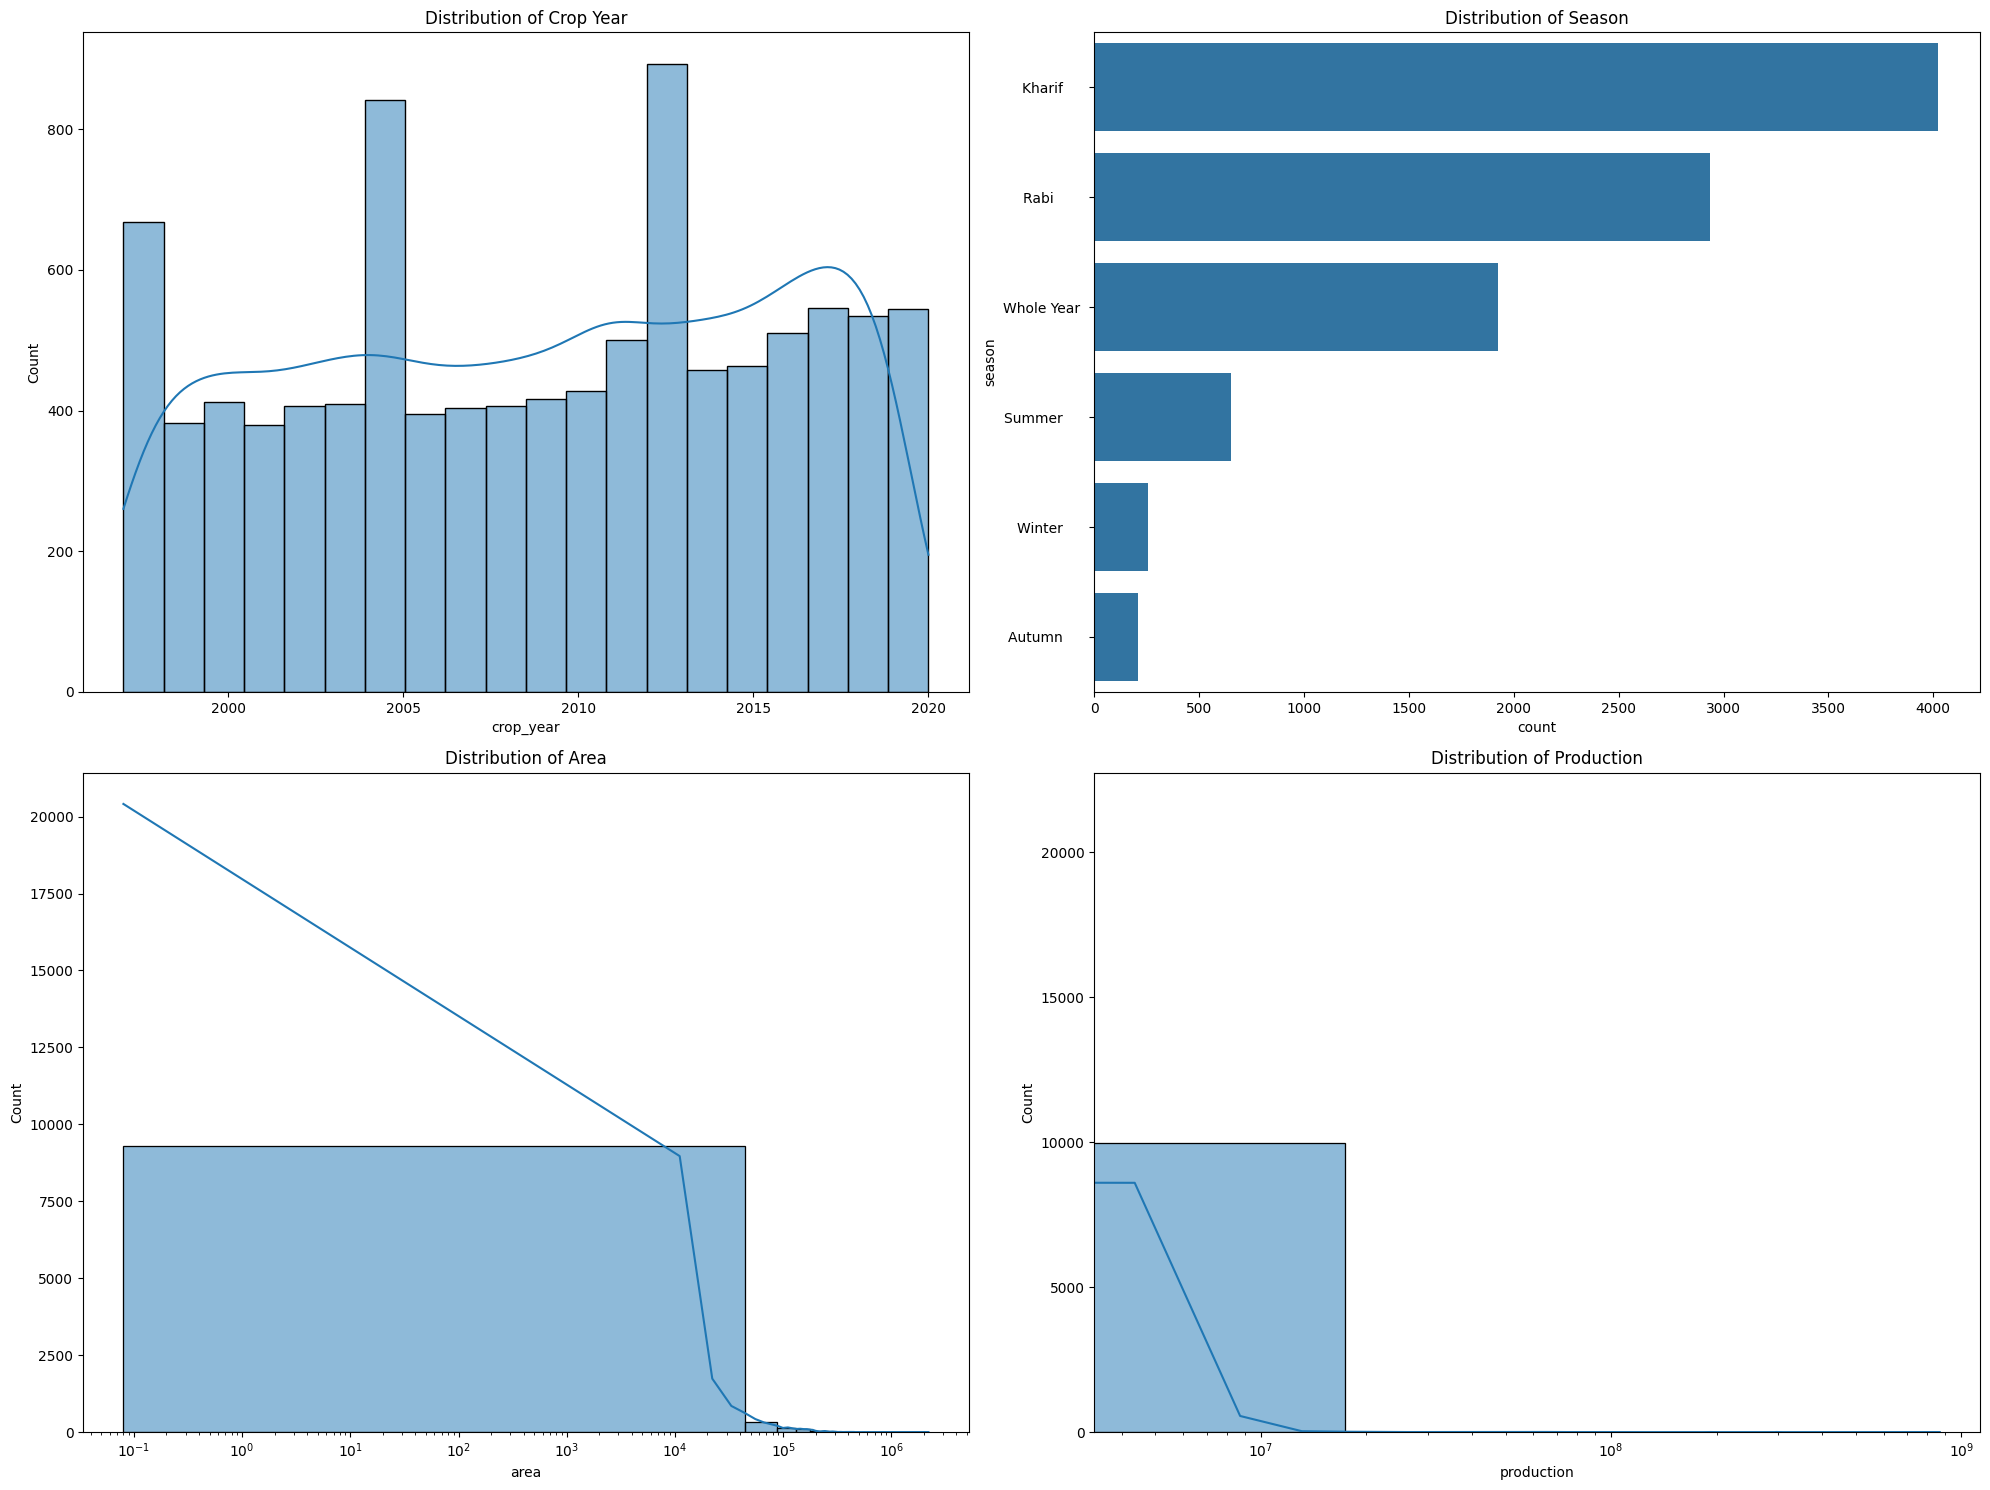 Distribution of Crop Year
Count
800
600
400
200
0
2000
2005
2010
2015
2020
crop_year
Distribution of Season
season
Kharif
Rabi
Whole Year
Summer
Winter
Autumn
0
500
1000
1500
2000
2500
3000
3500
4000
count
Distribution of Area
Count
20000
17500
15000
12500
10000
7500
5000
2500
0
10⁻¹
10⁰
10¹
10²
10³
10⁴
10⁵
10⁶
area
Distribution of Production
Count
20000
15000
10000
5000
0
10⁷
10⁸
10⁹
production